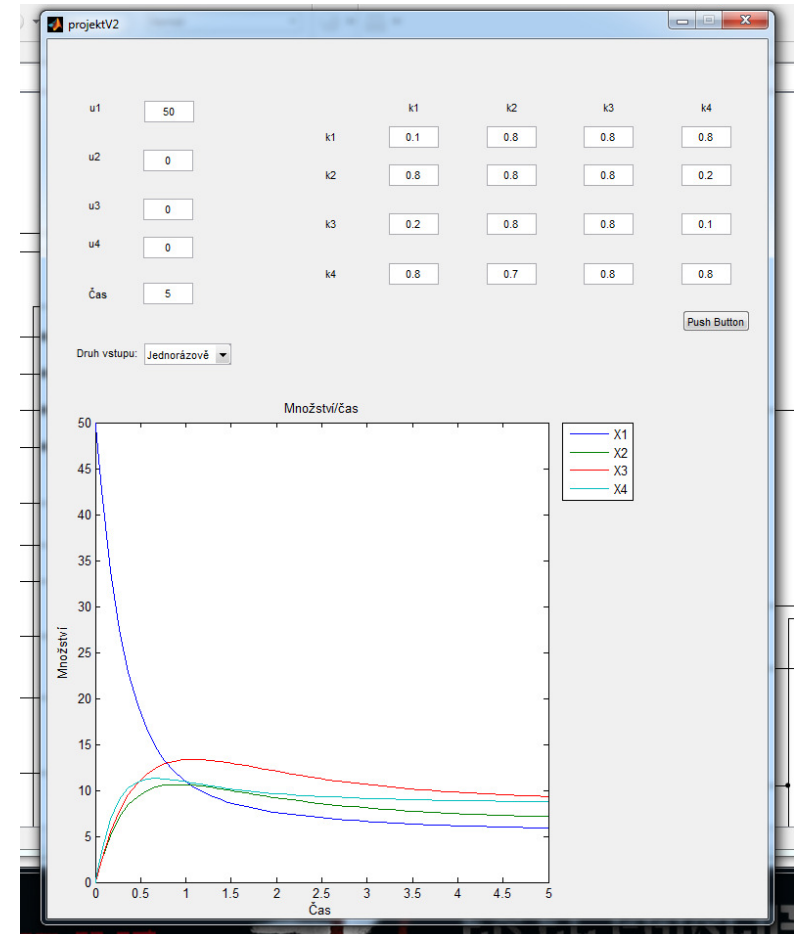 projektV2
u1 50
u2 0
u3 0
u4 0
Čas 5
k1 k2 k3 k4
k1 0.1 0.8 0.8 0.8
k2 0.8 0.8 0.8 0.2
k3 0.2 0.8 0.8 0.1
k4 0.8 0.7 0.8 0.8
Push Button
Druh vstupu: Jednorázově
Množství/čas
X1
X2
X3
X4
Množství
50
45
40
35
30
25
20
15
10
5
0
0 0.5 1 1.5 2 2.5 3 3.5 4 4.5 5
Čas